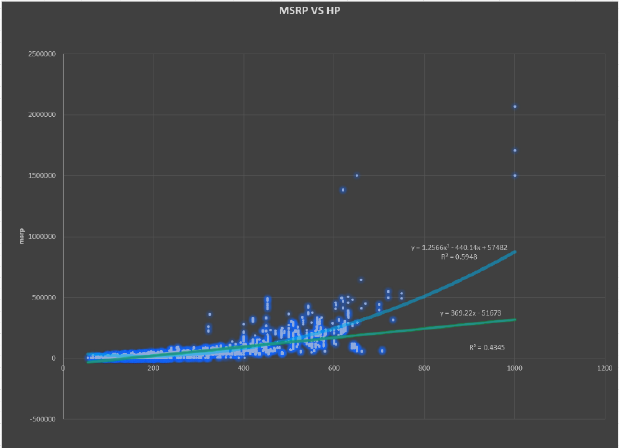 MSRP VS HP
2500000
2000000
1500000
1000000
500000
0
-500000
0 200 400 600 800 1000 1200
msrp
y = 1.2566x² - 440.14x + 57482
R² = 0.5948
y = 369.22x - 51673
R² = 0.4345